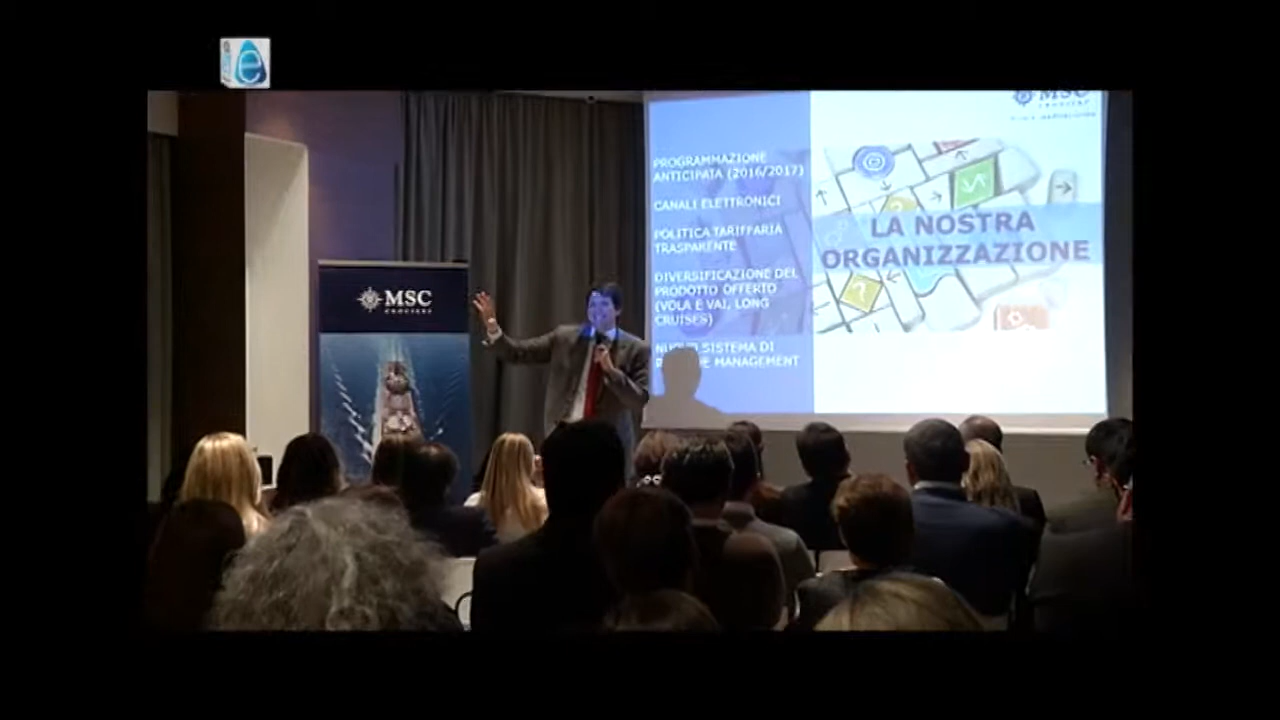 e
MSC
CROCIERE
PROGRAMMAZIONE
ANTICIPATA (2016/2017)
CANALI ELETTRONICI
POLITICA TARIFFARIA
TRASPARENTE
DIVERSIFICAZIONE DEL
PRODOTTO OFFERTO
(VOLA E VAI, LONG
CRUISES)
SISTEMA DI
MANAGEMENT
LA NOSTRA
ORGANIZZAZIONE
MSC
CROCIERE